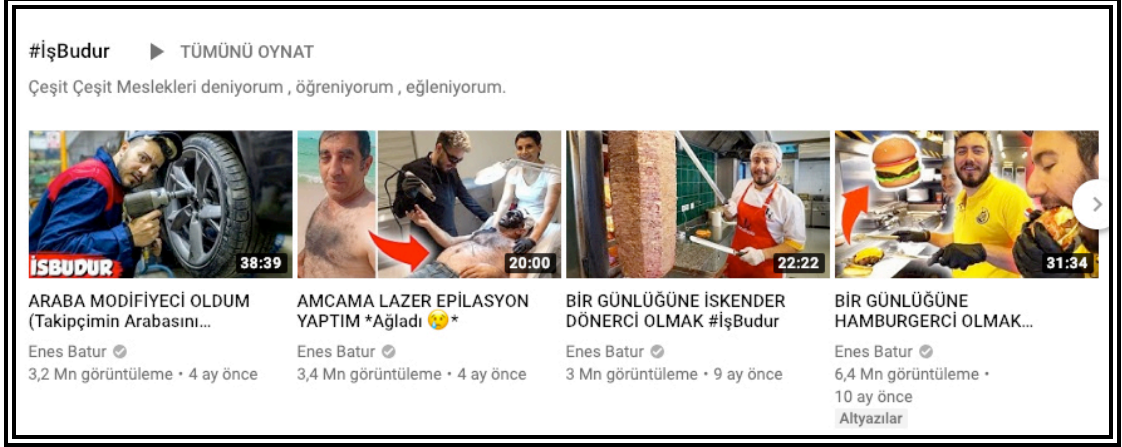 #İşBudur
TÜMÜNÜ OYNAT
Çeşit Çeşit Meslekleri deniyorum , öğreniyorum , eğleniyorum.
İSBUDUR
38:39
ARABA MODİFİYECİ OLDUM
(Takipçimin Arabasını...
Enes Batur
3,2 Mn görüntüleme • 4 ay önce
20:00
AMCAMA LAZER EPİLASYON
YAPTIM *Ağladı 😢*
Enes Batur
3,4 Mn görüntüleme • 4 ay önce
22:22
BİR GÜNLÜĞÜNE İSKENDER
DÖNERCİ OLMAK #İşBudur
Enes Batur
3 Mn görüntüleme • 9 ay önce
31:34
BİR GÜNLÜĞÜNE
HAMBURGERCİ OLMAK...
Enes Batur
6,4 Mn görüntüleme •
10 ay önce
Altyazılar